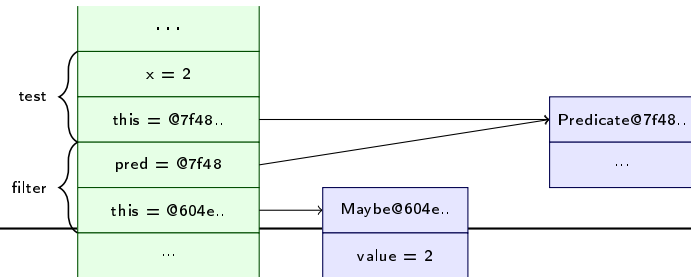 ...
x = 2
test
this = @7f48..
Predicate@7f48..
pred = @7f48
...
filter
this = @604e..
Maybe@604e..
...
value = 2